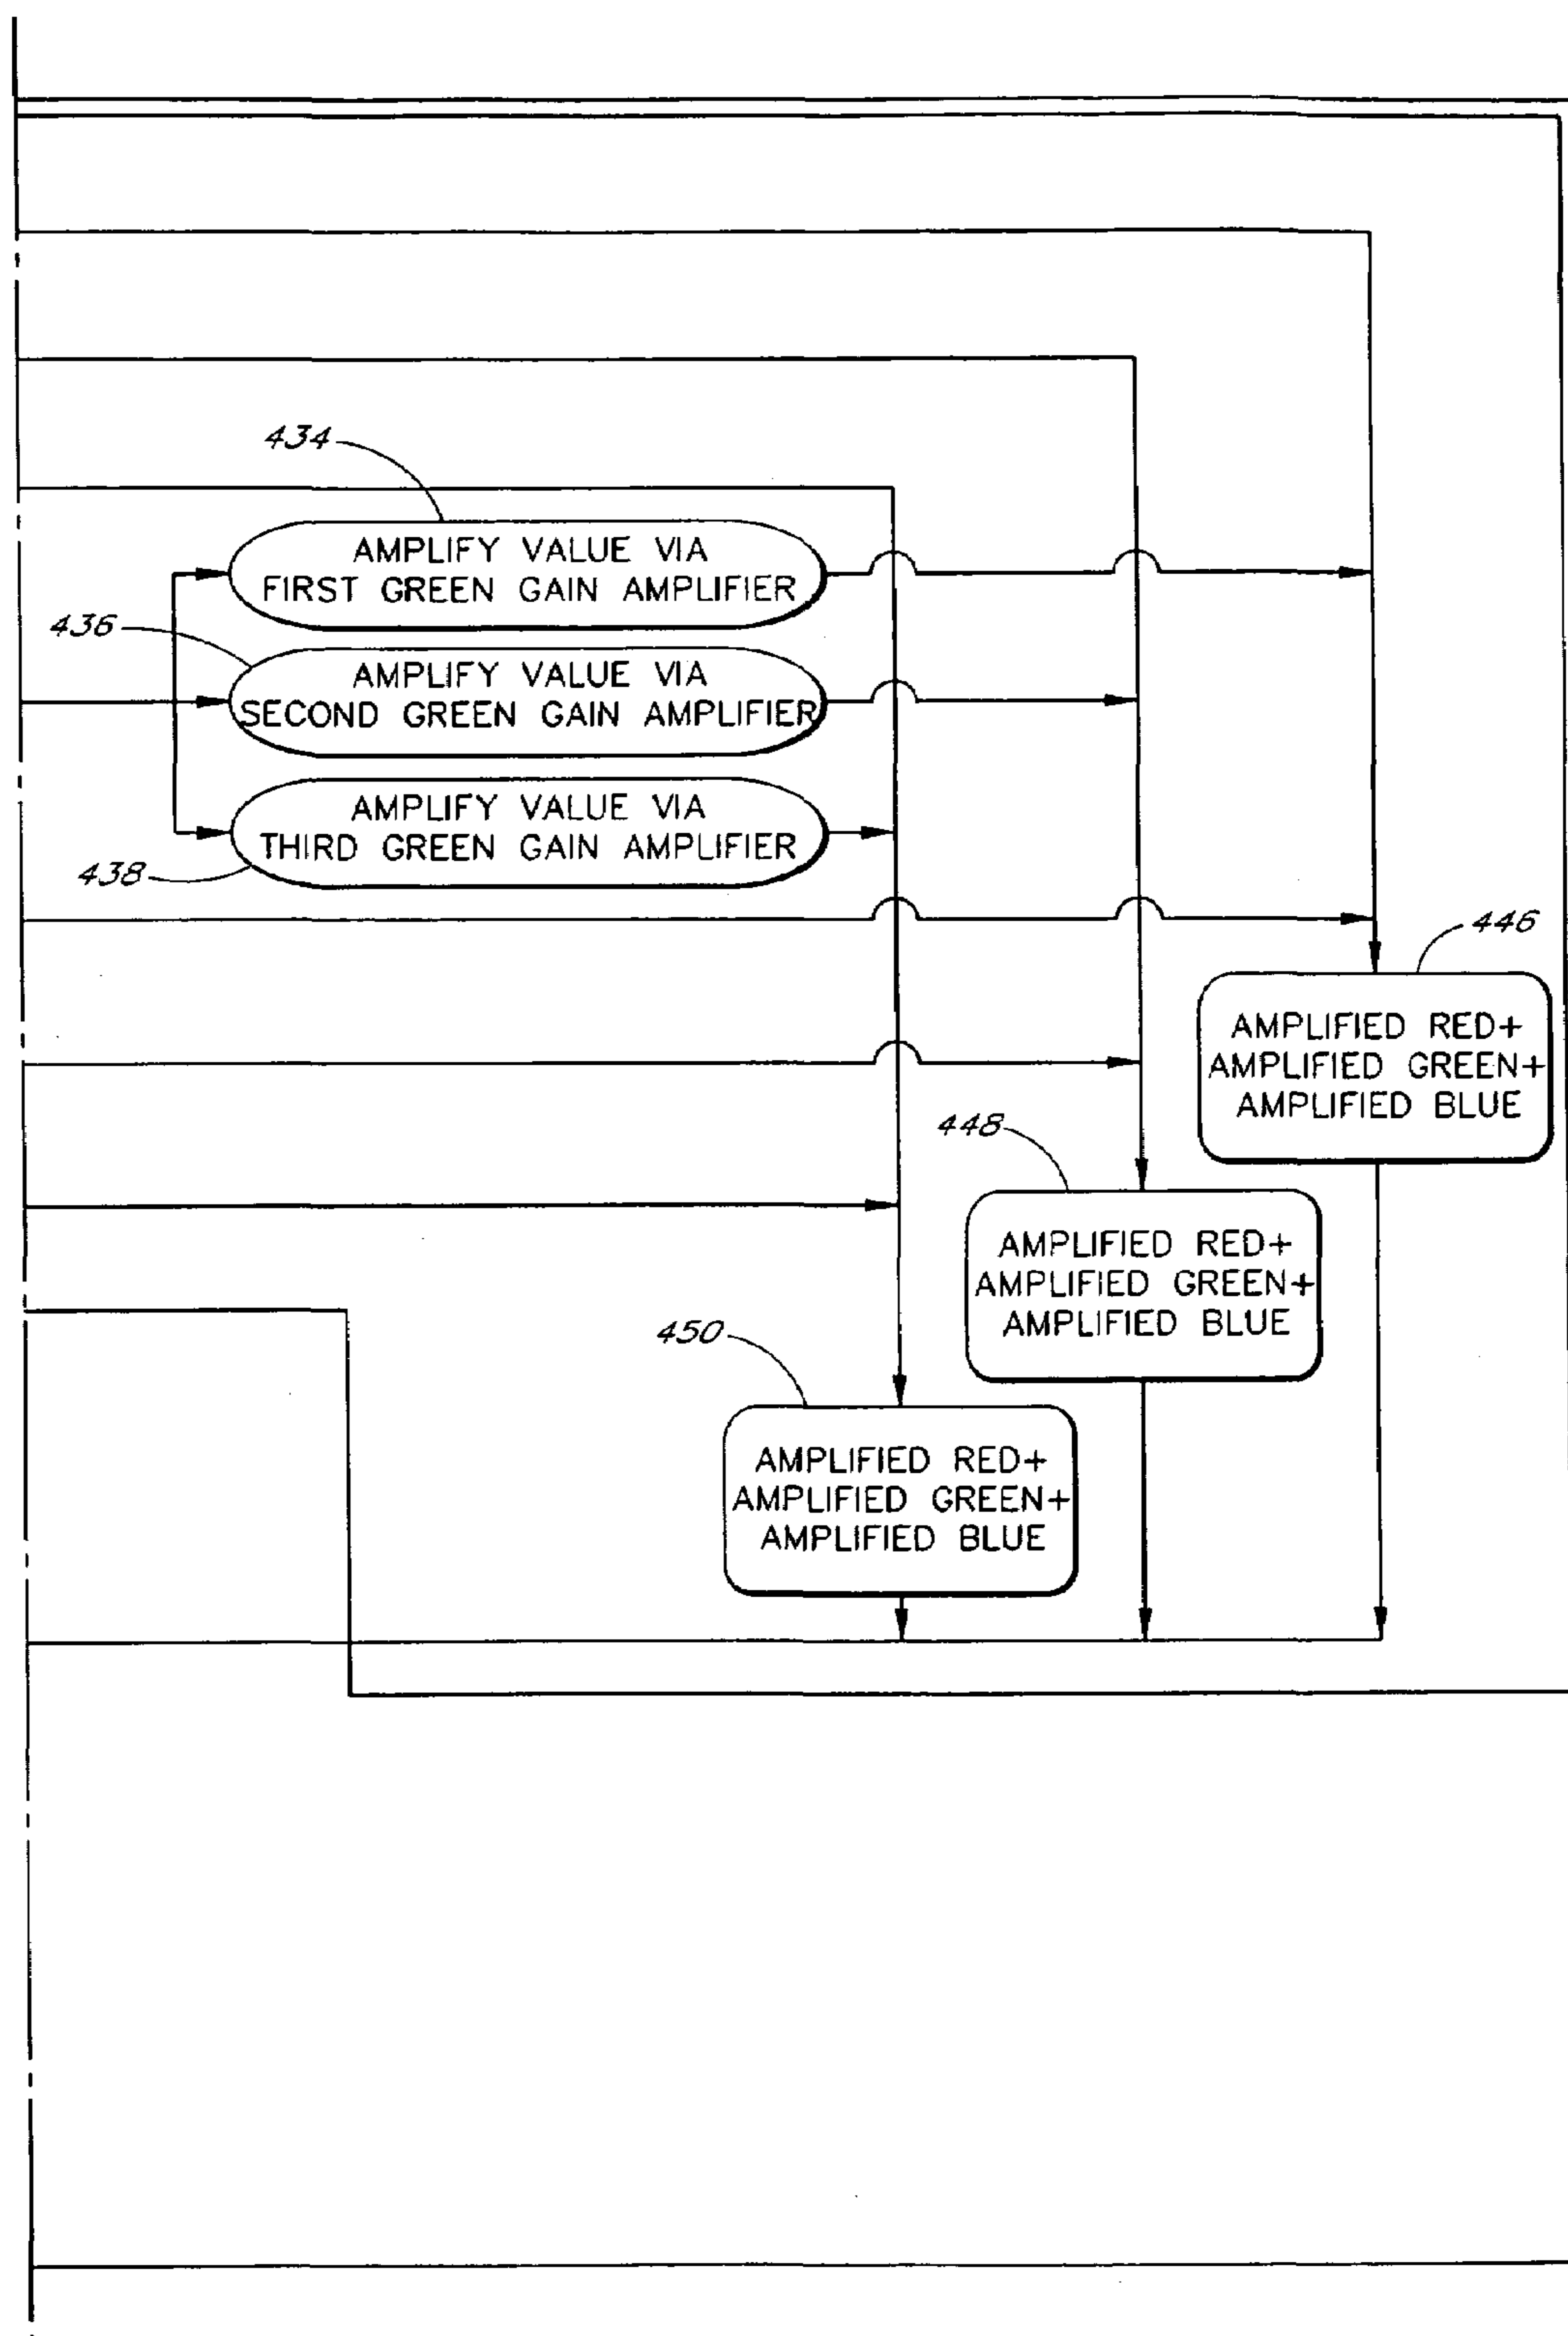 434
AMPLIFY VALUE VIA
FIRST GREEN GAIN AMPLIFIER
436
AMPLIFY VALUE VIA
SECOND GREEN GAIN AMPLIFIER
AMPLIFY VALUE VIA
THIRD GREEN GAIN AMPLIFIER
438
446
AMPLIFIED RED+
AMPLIFIED GREEN+
AMPLIFIED BLUE
448
AMPLIFIED RED+
AMPLIFIED GREEN+
AMPLIFIED BLUE
450
AMPLIFIED RED+
AMPLIFIED GREEN+
AMPLIFIED BLUE